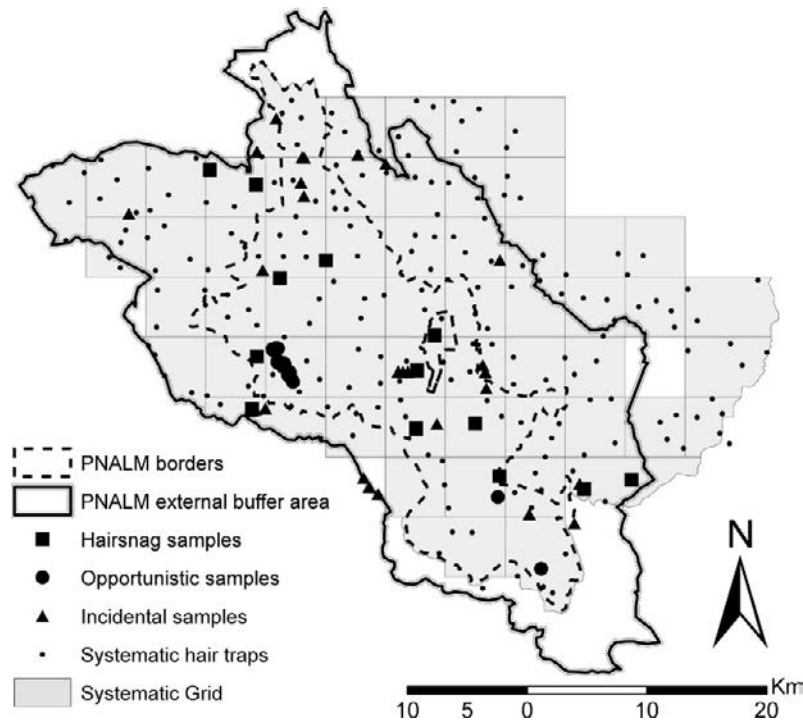 PNALM borders
PNALM external buffer area
Hairsnag samples
Opportunistic samples
Incidental samples
Systematic hair traps
Systematic Grid
N
Km
10 5 0 10 20